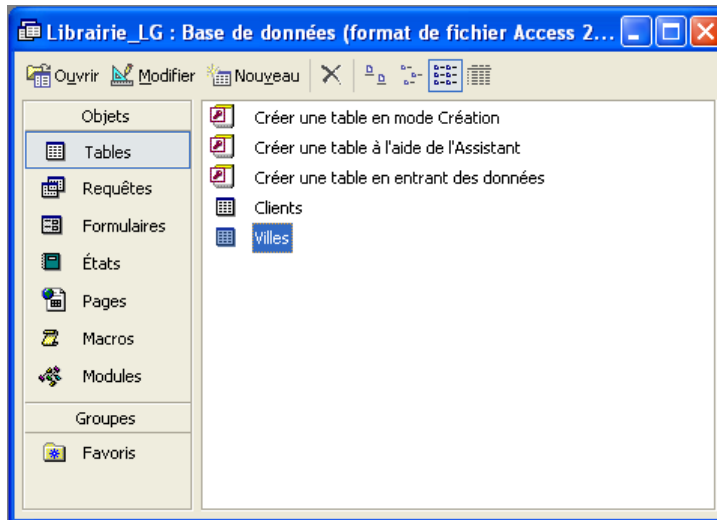 Librairie_LG : Base de données (format de fichier Access 2...
Ouvrir Modifier Nouveau
Objets
Tables
Requêtes
Formulaires
États
Pages
Macros
Modules
Groupes
Favoris
Créer une table en mode Création
Créer une table à l'aide de l'Assistant
Créer une table en entrant des données
Clients
Villes